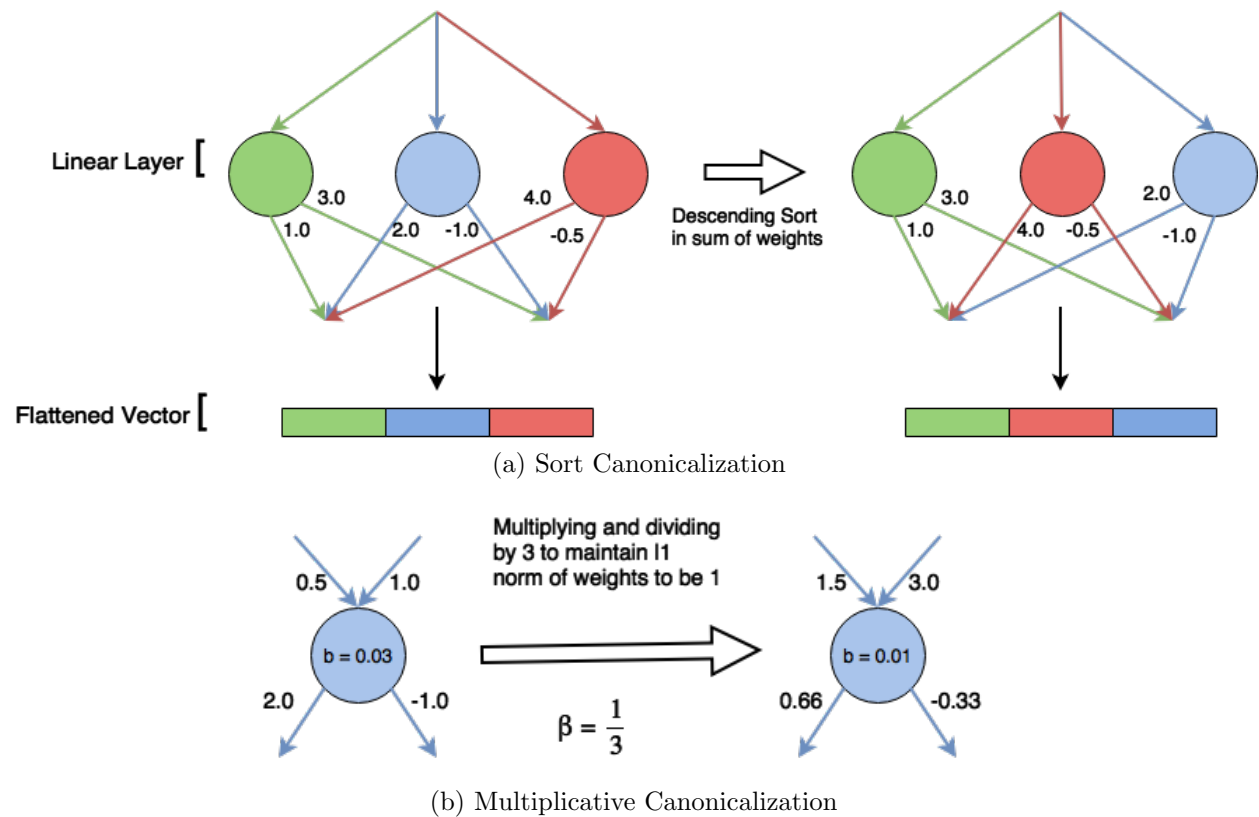 Linear Layer [
3.0
4.0
1.0
2.0
-1.0
-0.5
Descending Sort
in sum of weights
3.0
2.0
1.0
4.0
-0.5
-1.0
Flattened Vector [
(a) Sort Canonicalization
Multiplying and dividing
by 3 to maintain l1
norm of weights to be 1
0.5
1.0
b = 0.03
2.0
-1.0
β = 1/3
1.5
3.0
b = 0.01
0.66
-0.33
(b) Multiplicative Canonicalization